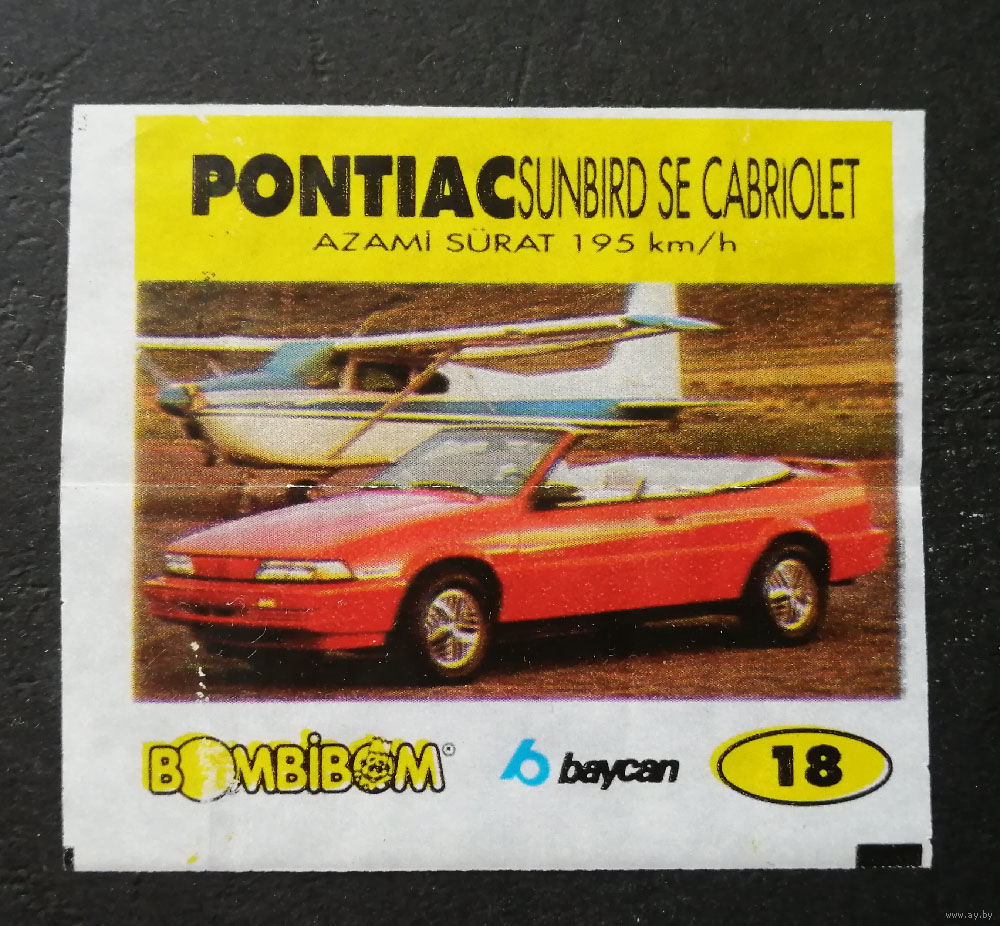 PONTIAC SUNBIRD SE CABRIOLET
AZAMİ SÜRAT 195 km/h
BOMBİBOM®
baycan
18
www.ay.by